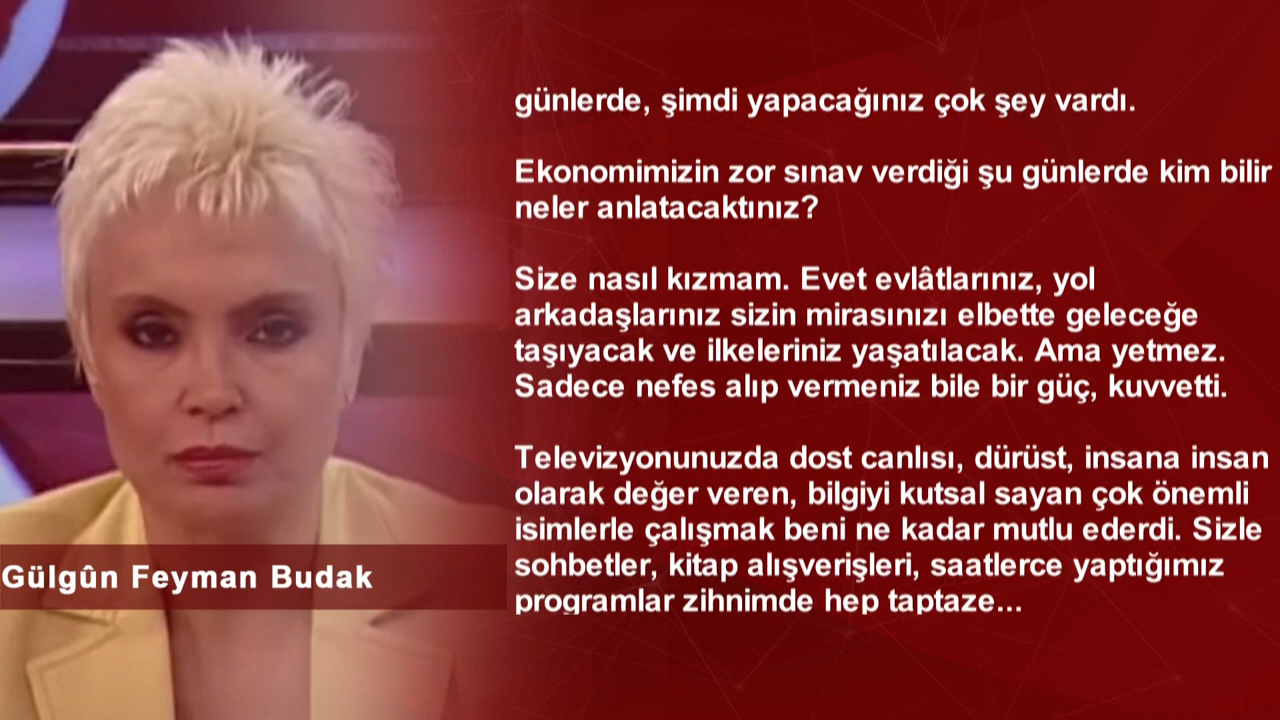 günlerde, şimdi yapacağınız çok şey vardı.
Ekonomimizin zor sınav verdiği şu günlerde kim bilir
neler anlatacaktınız?
Size nasıl kızmam. Evet evlâtlarınız, yol
arkadaşlarınız sizin mirasınızı elbette geleceğe
taşıyacak ve ilkeleriniz yaşatılacak. Ama yetmez.
Sadece nefes alıp vermeniz bile bir güç, kuvvetti.
Televizyonunuzda dost canlısı, dürüst, insana insan
olarak değer veren, bilgiyi kutsal sayan çok önemli
isimlerle çalışmak beni ne kadar mutlu ederdi. Sizle
sohbetler, kitap alışverişleri, saatlerce yaptığımız
programlar zihnimde hep taptaze...
Gülgûn Feyman Budak